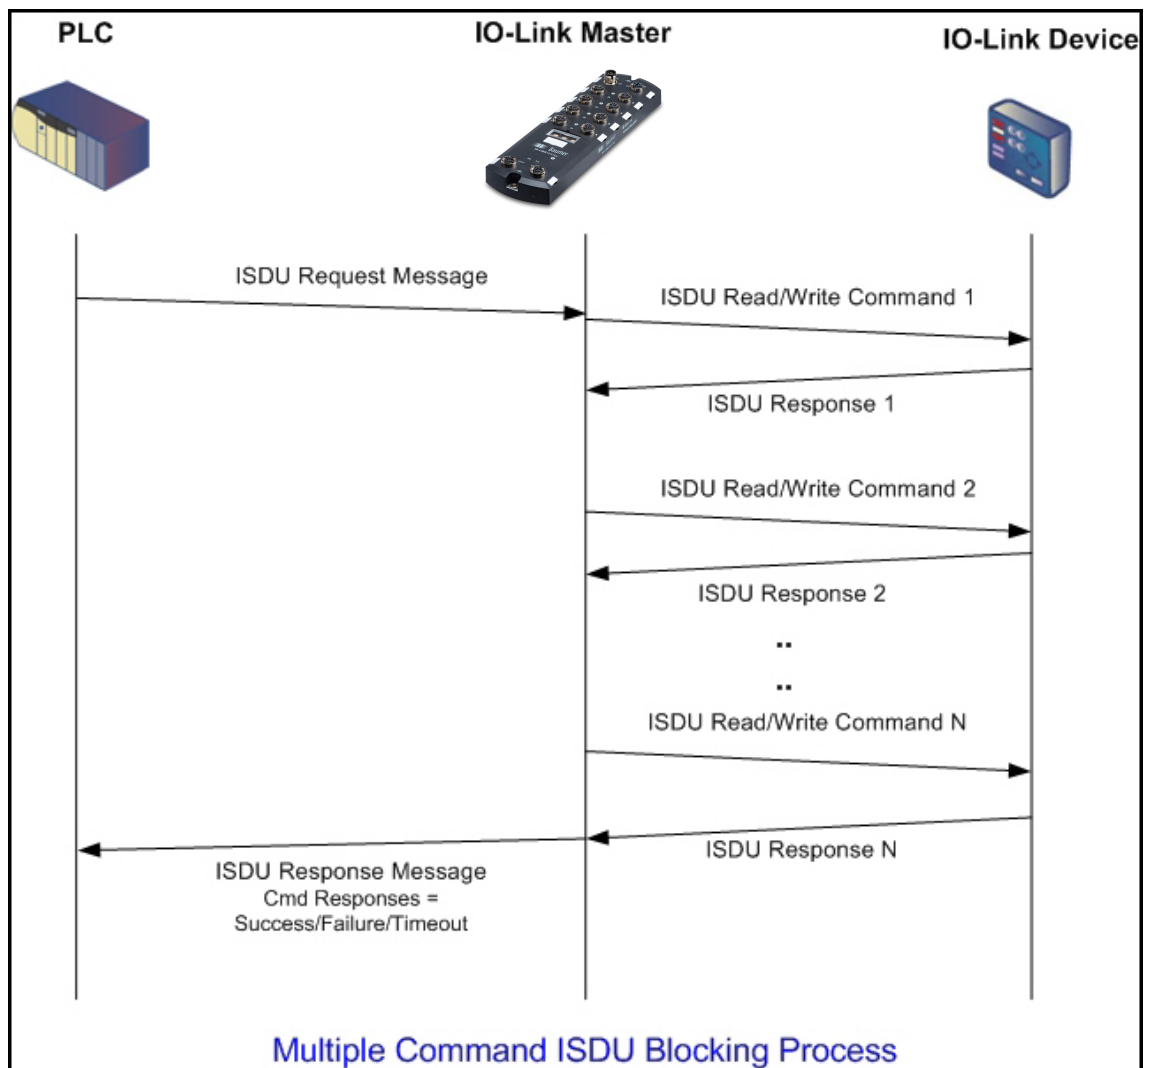 PLC
IO-Link Master
IO-Link Device
ISDU Request Message
ISDU Read/Write Command 1
ISDU Response 1
ISDU Read/Write Command 2
ISDU Response 2
..
..
ISDU Read/Write Command N
ISDU Response N
ISDU Response Message
Cmd Responses =
Success/Failure/Timeout
Multiple Command ISDU Blocking Process